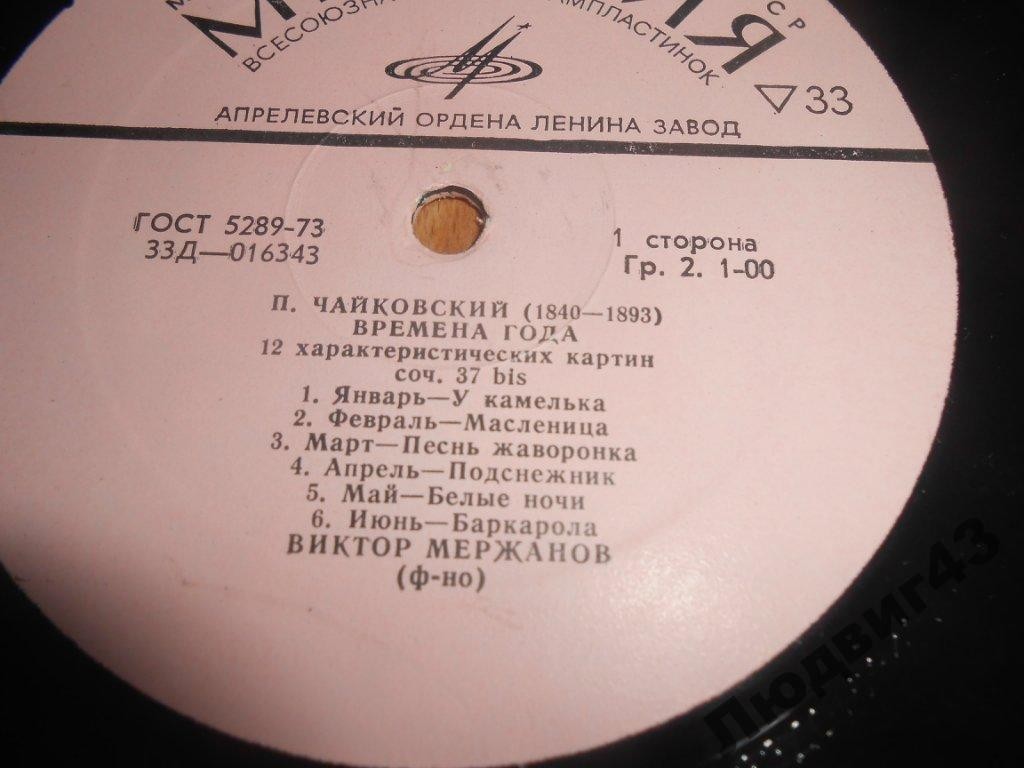 ВСЕСОЮЗНА
АМПЛАСТИНОК
▽33
АПРЕЛЕВСКИЙ ОРДЕНА ЛЕНИНА ЗАВОД
ГОСТ 5289-73
33Д—016343
1 сторона
Гр. 2. 1-00
П. ЧАЙКОВСКИЙ (1840—1893)
ВРЕМЕНА ГОДА
12 характеристических картин
соч. 37 bis
1. Январь—У камелька
2. Февраль—Масленица
3. Март—Песнь жаворонка
4. Апрель—Подснежник
5. Май—Белые ночи
6. Июнь—Баркарола
ВИКТОР МЕРЖАНОВ
(ф-но)
Людвиг43